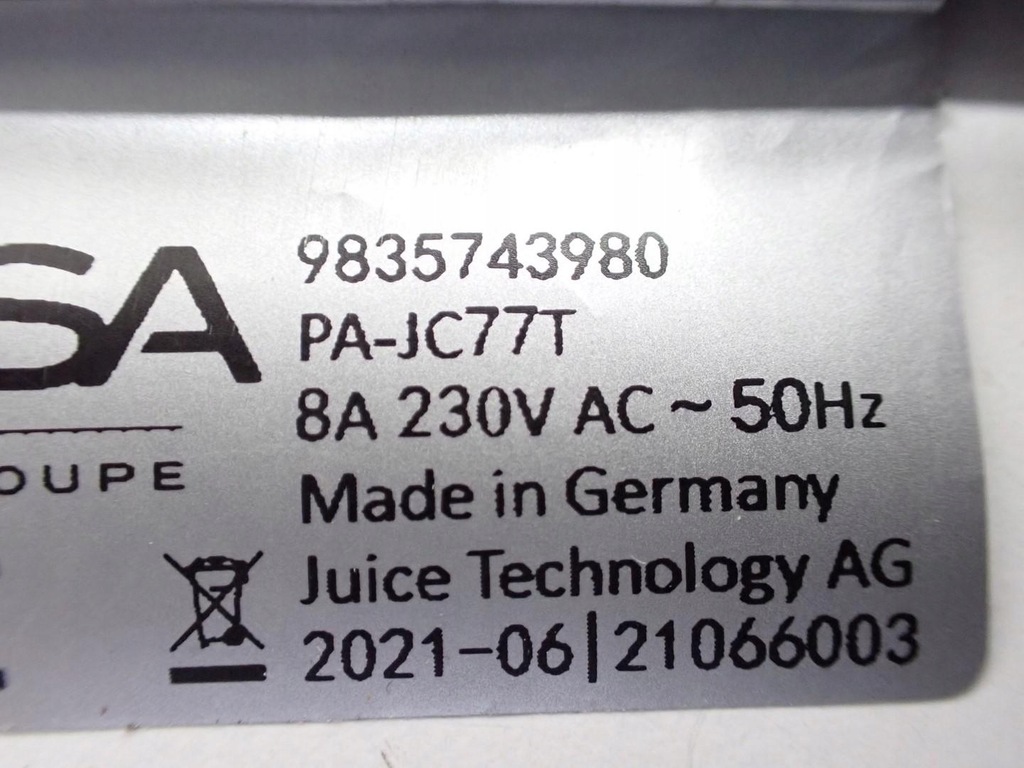 SA
OUPE
9835743980
PA-JC77T
8A 230V AC ~ 50Hz
Made in Germany
Juice Technology AG
2021-06|21066003